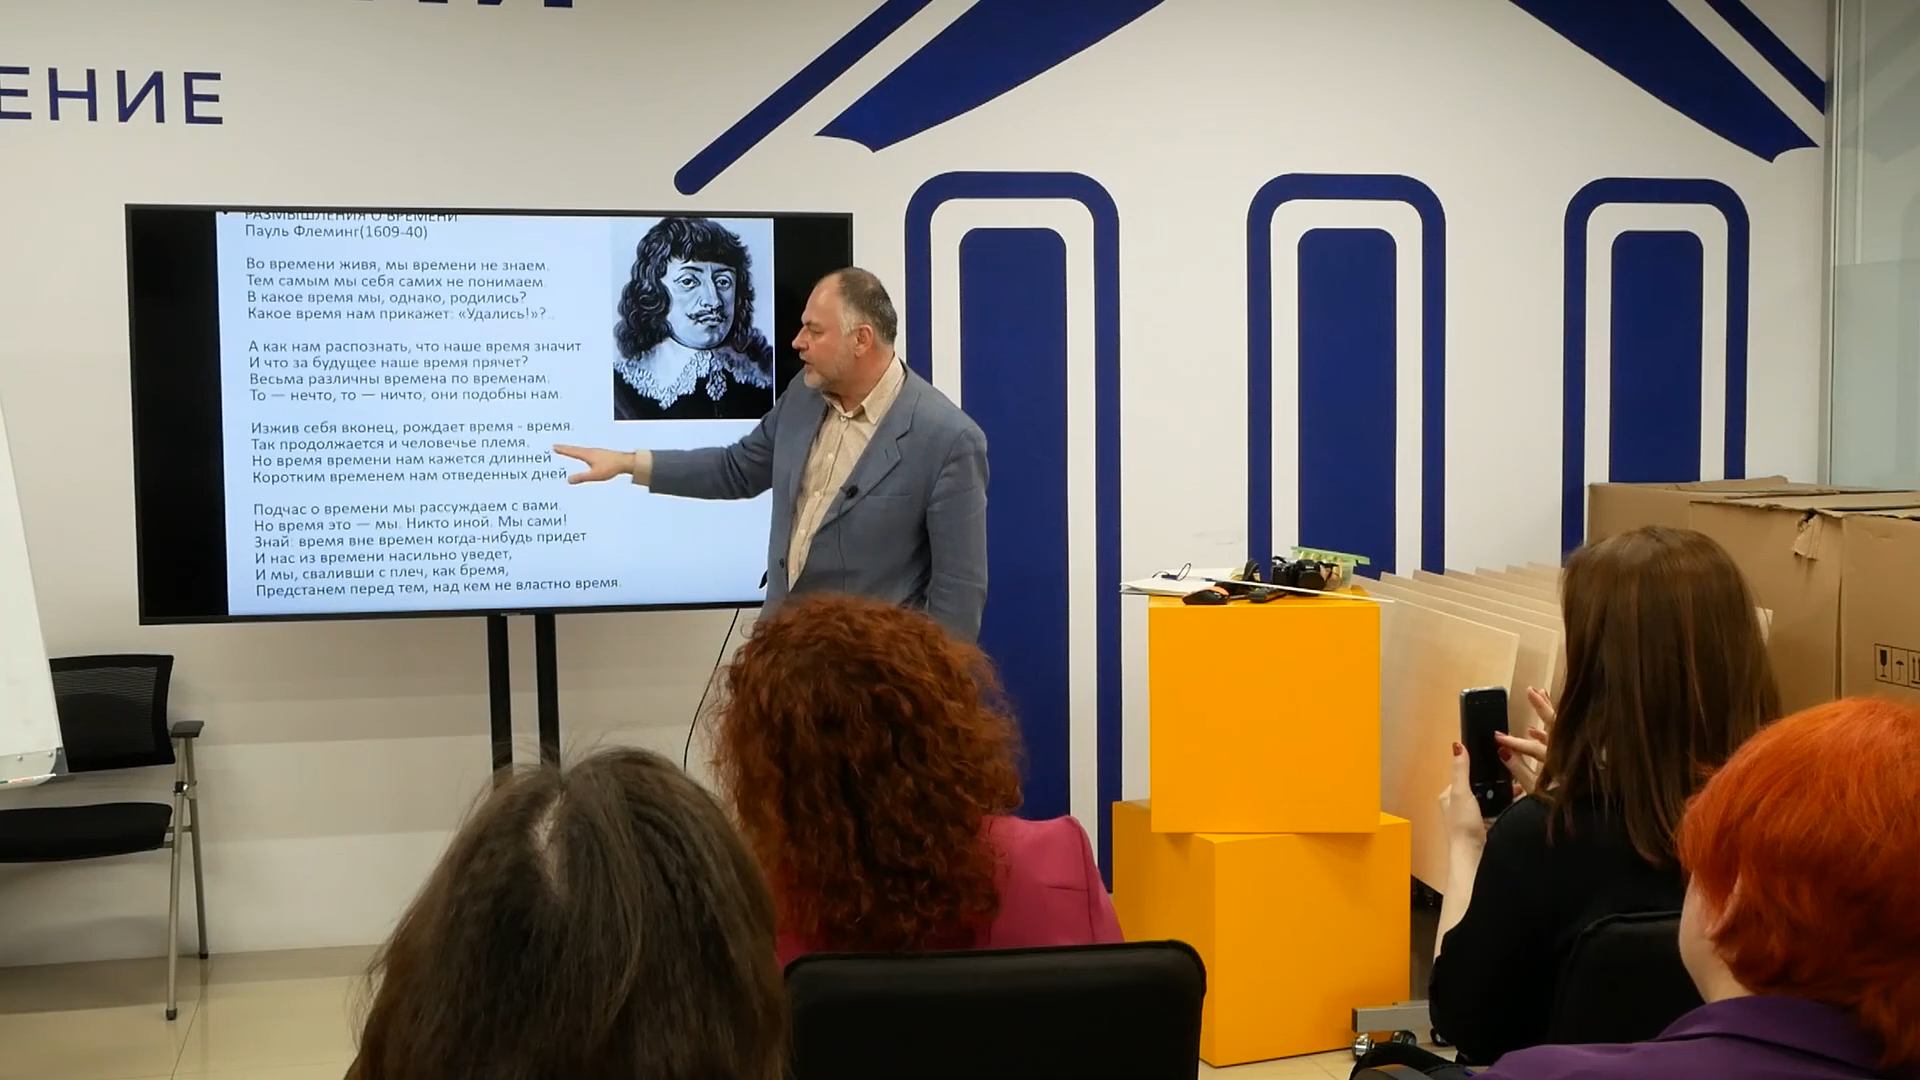 ЕНИЕ
РАЗМЫШЛЕНИЯ О ВРЕМЕНИ
Пауль Флеминг(1609-40)
Во времени живя, мы времени не знаем.
Тем самым мы себя самих не понимаем.
В какое время мы, однако, родились?
Какое время нам прикажет: «Удались!»?
А как нам распознать, что наше время значит
И что за будущее наше время прячет?
Весьма различны времена по временам.
То — нечто, то — ничто, они подобны нам.
Изжив себя вконец, рождает время - время.
Так продолжается и человечье племя.
Но время времени нам кажется длинней
Коротким временем нам отведенных дней
Подчас о времени мы рассуждаем с вами.
Но время это — мы. Никто иной. Мы сами!
Знай: время вне времен когда-нибудь придет
И нас из времени насильно уведет,
И мы, сваливши с плеч, как бремя,
Предстанем перед тем, над кем не властно время.